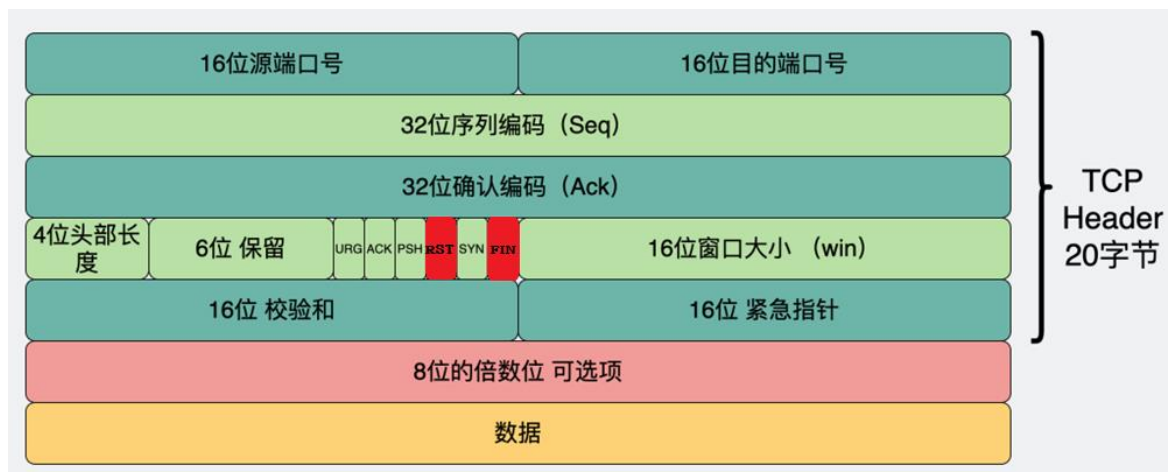 16位源端口号
16位目的端口号
32位序列编码（Seq）
32位确认编码（Ack）
4位头部长
度
6位 保留
URG
ACK
PSH
RST
SYN
FIN
16位窗口大小 （win）
16位 校验和
16位 紧急指针
8位的倍数位 可选项
数据
TCP
Header
20字节